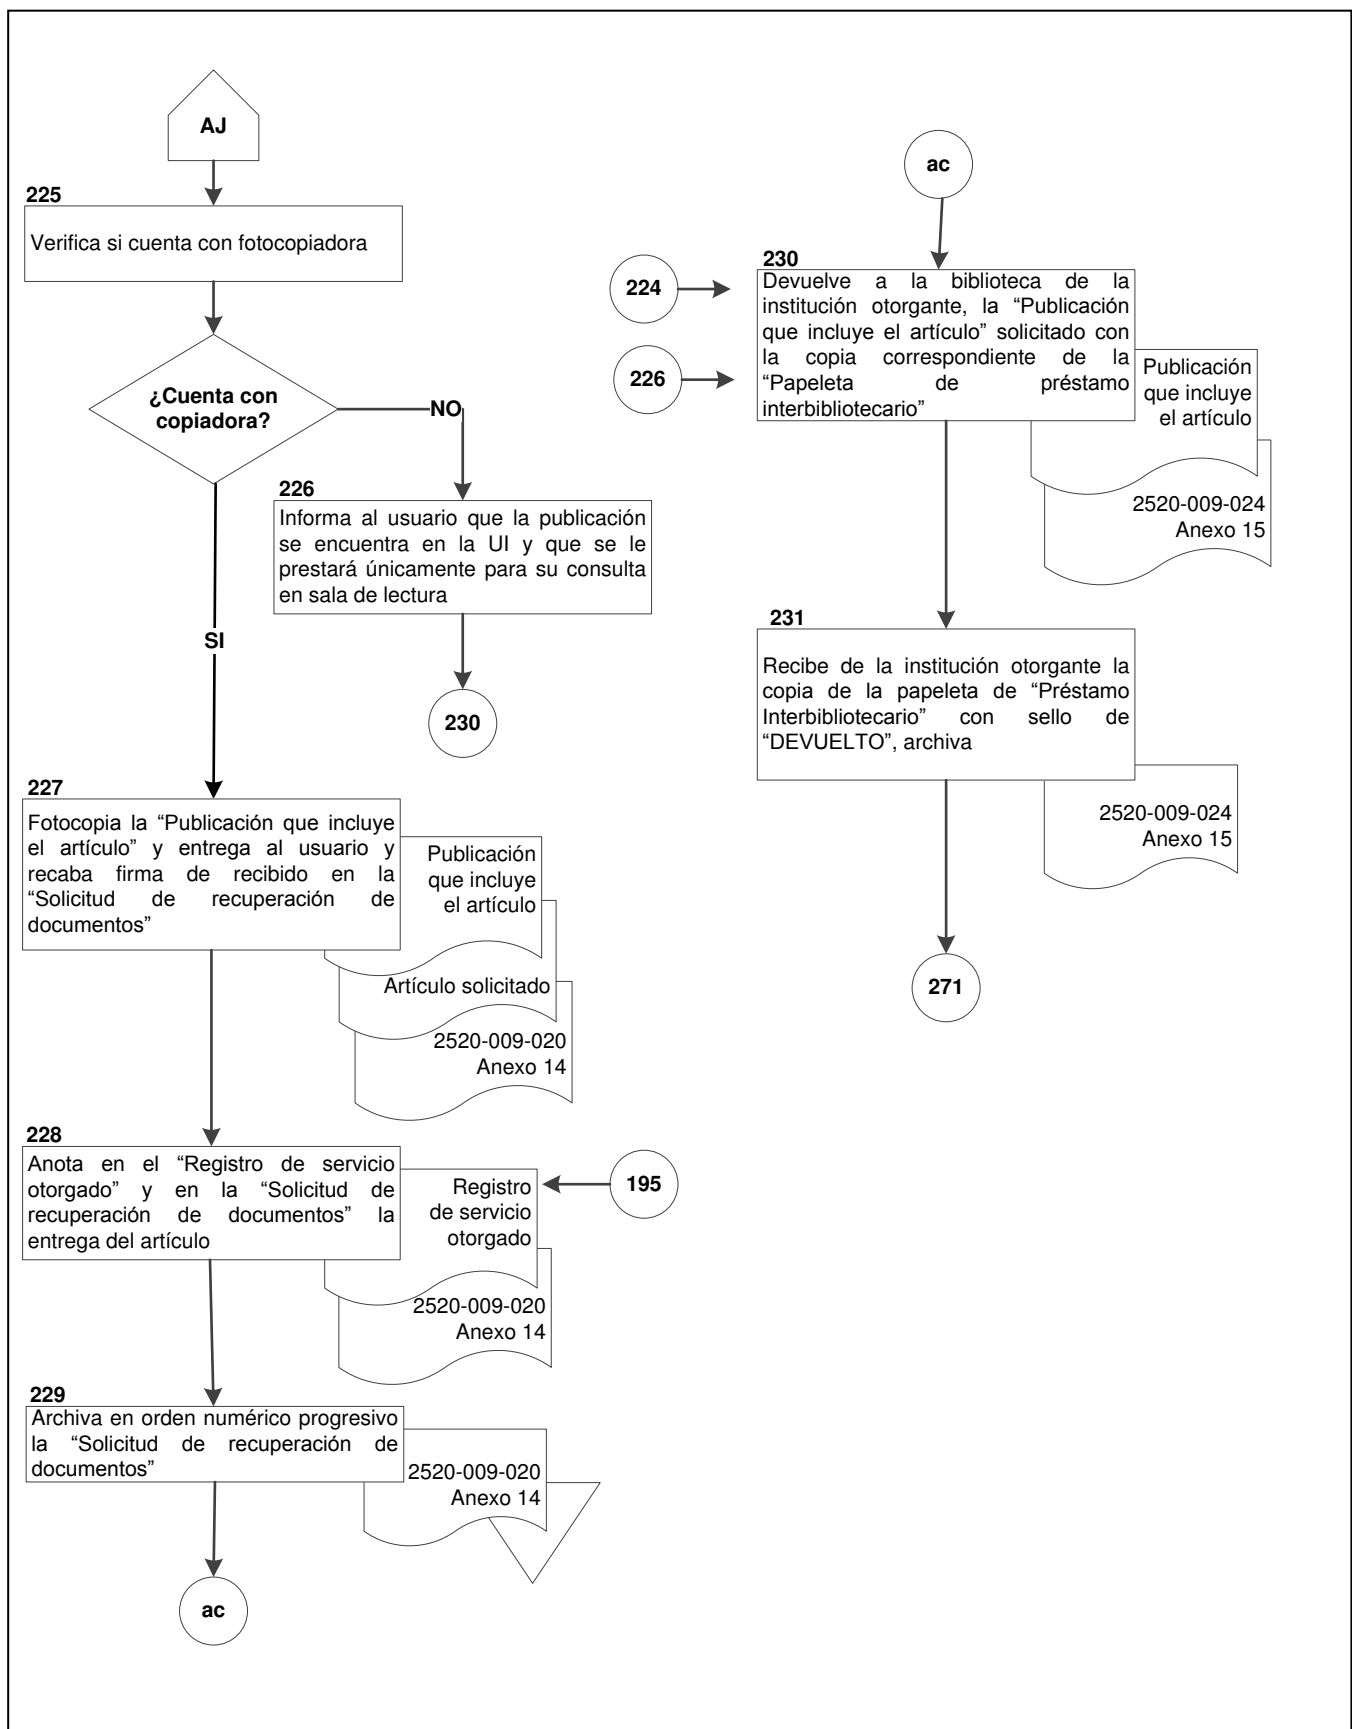 AJ
225
Verifica si cuenta con fotocopiadora
¿Cuenta con
copiadora?
NO
226
Informa al usuario que la publicación
se encuentra en la UI y que se le
prestará únicamente para su consulta
en sala de lectura
230
SI
227
Fotocopia la “Publicación que incluye
el artículo” y entrega al usuario y
recaba firma de recibido en la
“Solicitud de recuperación de
documentos”
Publicación
que incluye
el artículo
Artículo solicitado
2520-009-020
Anexo 14
228
Anota en el “Registro de servicio
otorgado” y en la “Solicitud de
recuperación de documentos” la
entrega del artículo
Registro
de servicio
otorgado
195
2520-009-020
Anexo 14
229
Archiva en orden numérico progresivo
la “Solicitud de recuperación de
documentos”
2520-009-020
Anexo 14
ac
ac
224
226
230
Devuelve a la biblioteca de la
institución otorgante, la “Publicación
que incluye el artículo” solicitado con
la copia correspondiente de la
“Papeleta de préstamo
interbibliotecario”
Publicación
que incluye
el artículo
2520-009-024
Anexo 15
231
Recibe de la institución otorgante la
copia de la papeleta de “Préstamo
Interbibliotecario” con sello de
“DEVUELTO”, archiva
2520-009-024
Anexo 15
271